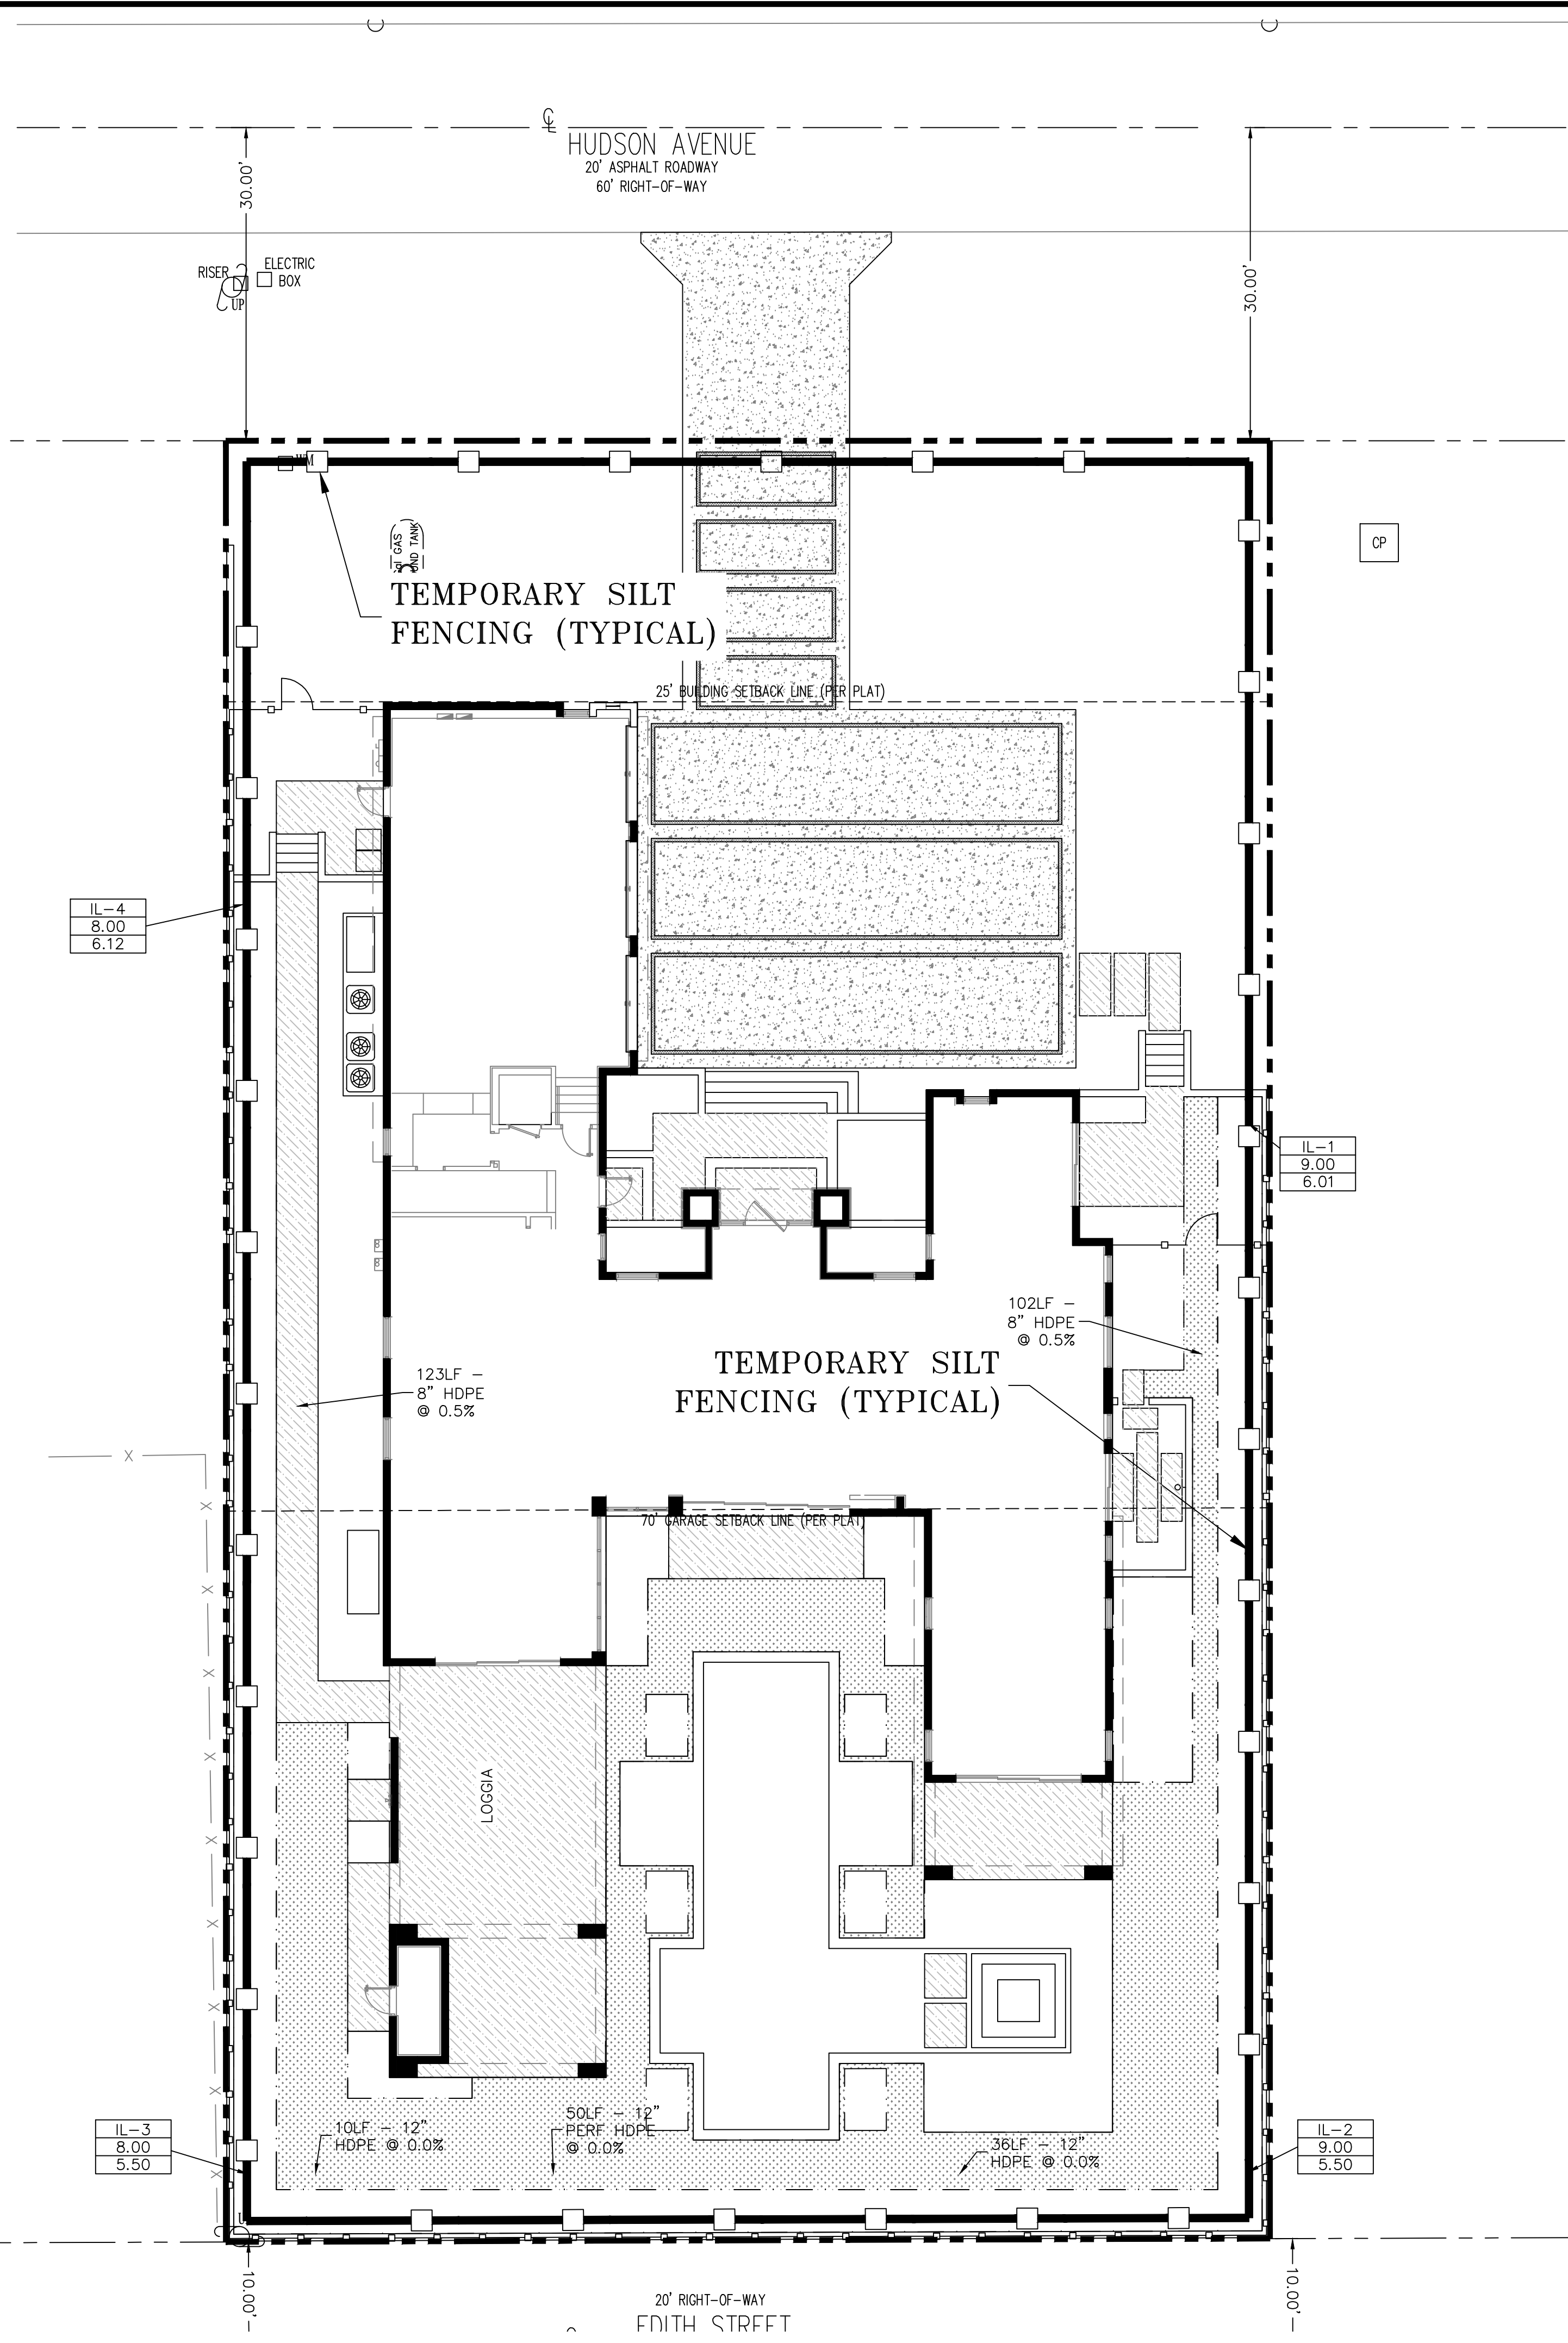 HUDSON AVENUE
20' ASPHALT ROADWAY
60' RIGHT-OF-WAY
30.00'
30.00'
RISER
ELECTRIC
BOX
UP
WM
GAS
TANK
CP
TEMPORARY SILT
FENCING (TYPICAL)
25' BUILDING SETBACK LINE (PER PLAT)
IL-4
8.00
6.12
IL-1
9.00
6.01
102LF -
8" HDPE
@ 0.5%
TEMPORARY SILT
FENCING (TYPICAL)
123LF -
8" HDPE
@ 0.5%
X
X
X
X
X
X
X
X
X
X
X
70' GARAGE SETBACK LINE (PER PLAT)
LOGGIA
IL-3
8.00
5.50
10LF - 12"
HDPE @ 0.0%
50LF - 12"
PERF HDPE
@ 0.0%
36LF - 12"
HDPE @ 0.0%
IL-2
9.00
5.50
10.00'
10.00'
20' RIGHT-OF-WAY
EDITH STREET